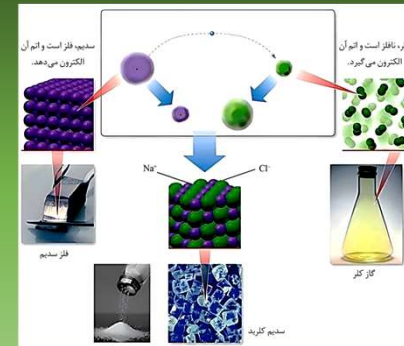 سدیم، فلز است و اتم آن
الکترون می‌دهد.
کلر، نافلز است و اتم آن
الکترون می‌گیرد.
Na⁺
Cl⁻
فلز سدیم
گاز کلر
سدیم کلرید